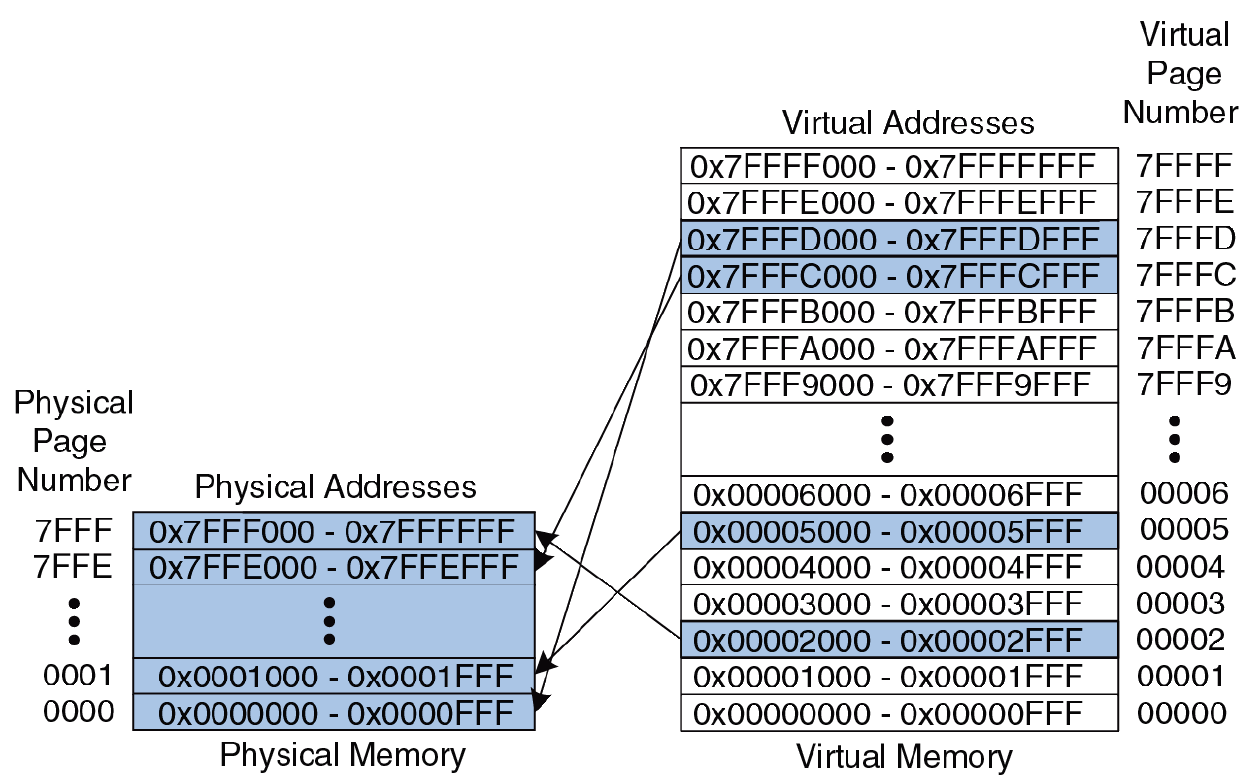 Virtual
Page
Number
Virtual Addresses
0x7FFFF000 - 0x7FFFFFFF 7FFFF
0x7FFFE000 - 0x7FFFEFFF 7FFFE
0x7FFFD000 - 0x7FFFDFFF 7FFFD
0x7FFFC000 - 0x7FFFCFFF 7FFFC
0x7FFFB000 - 0x7FFFBFFF 7FFFB
0x7FFFA000 - 0x7FFFAFFF 7FFFA
0x7FFF9000 - 0x7FFF9FFF 7FFF9
0x00006000 - 0x00006FFF 00006
0x00005000 - 0x00005FFF 00005
0x00004000 - 0x00004FFF 00004
0x00003000 - 0x00003FFF 00003
0x00002000 - 0x00002FFF 00002
0x00001000 - 0x00001FFF 00001
0x00000000 - 0x00000FFF 00000
Virtual Memory
Physical
Page
Number
Physical Addresses
7FFF 0x7FFF000 - 0x7FFFFFF
7FFE 0x7FFE000 - 0x7FFEFFF
0001 0x0001000 - 0x0001FFF
0000 0x0000000 - 0x0000FFF
Physical Memory